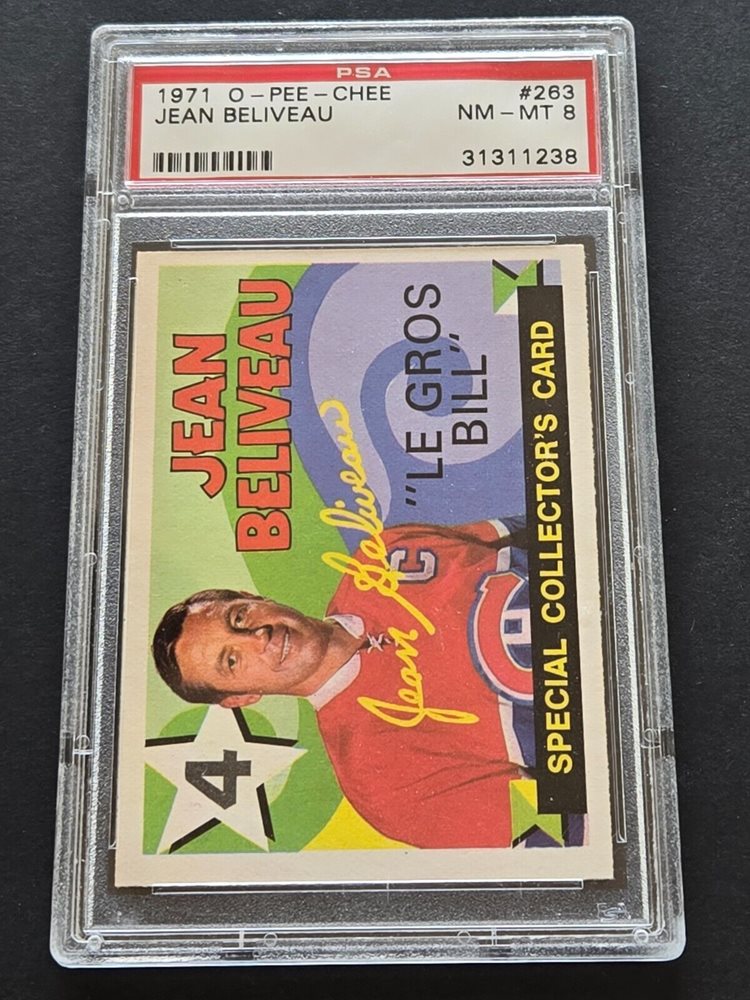 PSA
1971 O-PEE-CHEE #263
JEAN BELIVEAU NM-MT 8
31311238
JEAN
BELIVEAU
"LE GROS
BILL"
4
C
Jean Beliveau
SPECIAL COLLECTOR'S CARD